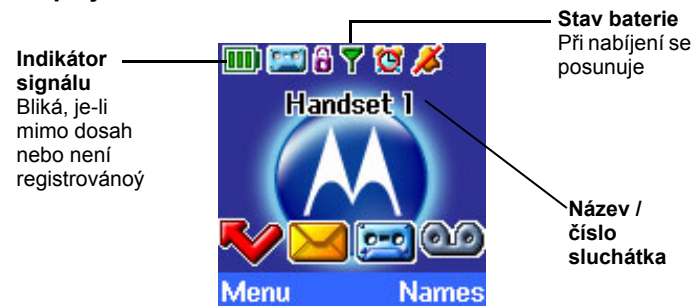 Stav baterie
Při nabíjení se
posunuje
Indikátor
signálu
Bliká, je-li
mimo dosah
nebo není
registrovánoý
Handset 1
Název /
číslo
sluchátka
Menu Names